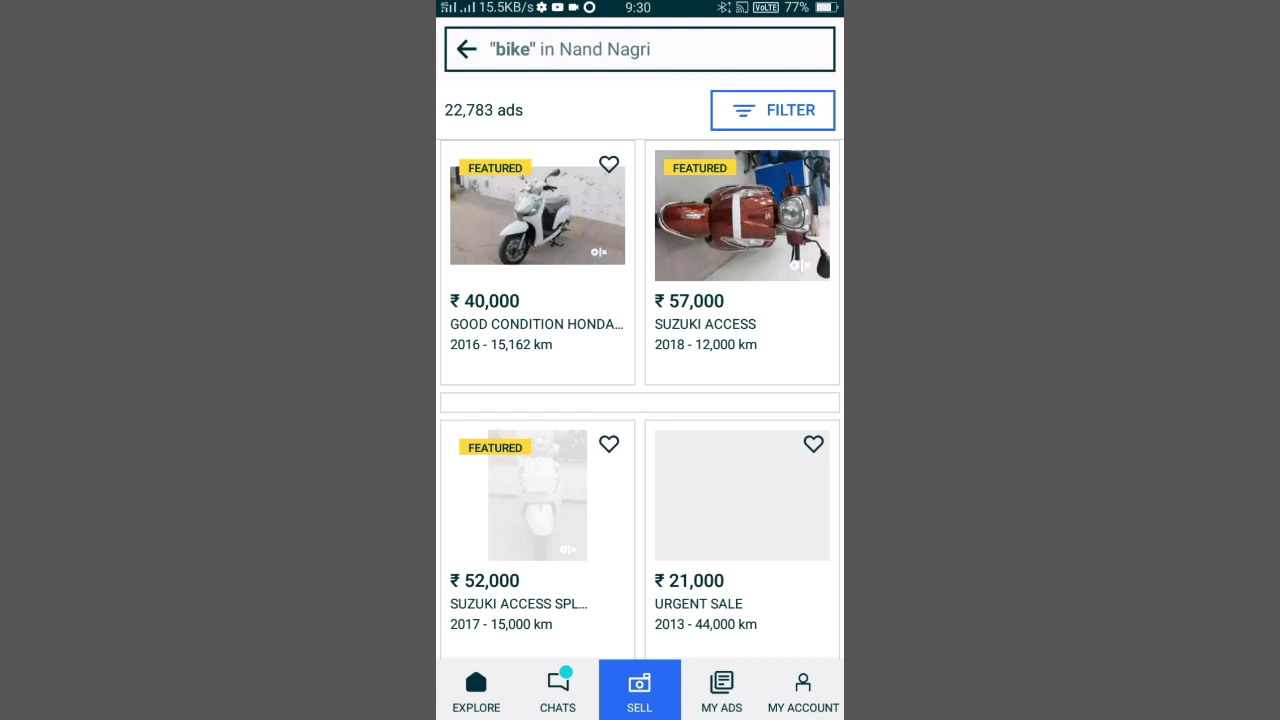 15.5KB/s 9:30 VoLTE 77%
"bike" in Nand Nagri
22,783 ads
FILTER
FEATURED
olx
₹ 40,000
GOOD CONDITION HONDA...
2016 - 15,162 km
FEATURED
olx
₹ 57,000
SUZUKI ACCESS
2018 - 12,000 km
FEATURED
olx
₹ 52,000
SUZUKI ACCESS SPL...
2017 - 15,000 km
₹ 21,000
URGENT SALE
2013 - 44,000 km
EXPLORE CHATS SELL MY ADS MY ACCOUNT